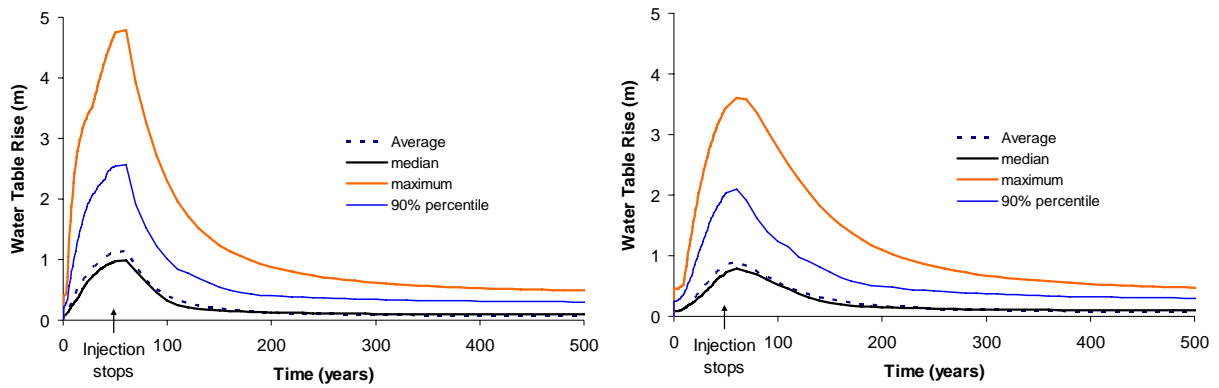 5
4
3
2
1
0
Water Table Rise (m)
Average
median
maximum
90% percentile
0 100 200 300 400 500
Injection
stops
Time (years)
5
4
3
2
1
0
Water Table Rise (m)
Average
median
maximum
90% percentile
0 100 200 300 400 500
Injection
stops
Time (years)